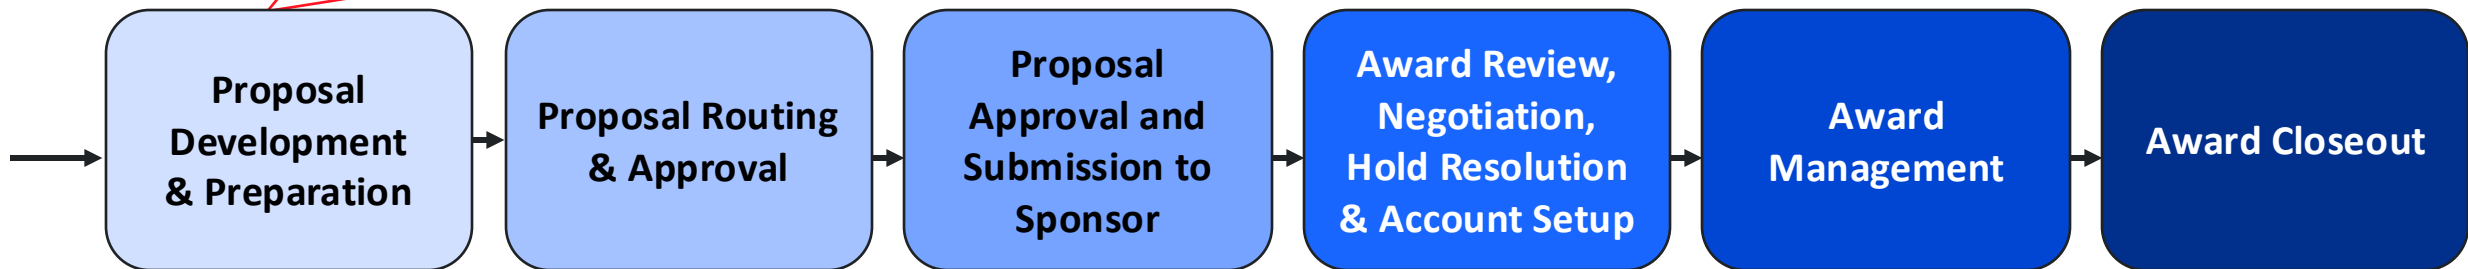 Proposal
Development
& Preparation
Proposal Routing
& Approval
Proposal
Approval and
Submission to
Sponsor
Award Review,
Negotiation,
Hold Resolution
& Account Setup
Award
Management
Award Closeout